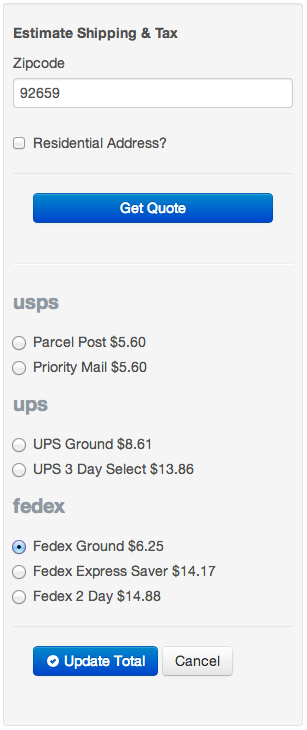 Estimate Shipping & Tax
Zipcode
92659
Residential Address?
Get Quote
usps
Parcel Post $5.60
Priority Mail $5.60
ups
UPS Ground $8.61
UPS 3 Day Select $13.86
fedex
Fedex Ground $6.25
Fedex Express Saver $14.17
Fedex 2 Day $14.88
Update Total Cancel